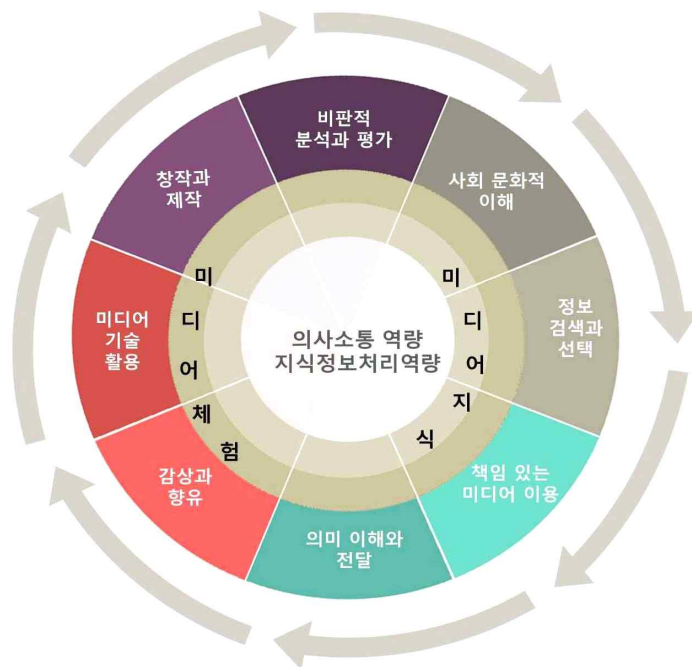 비판적
분석과 평가
사회 문화적
이해
정보
검색과
선택
책임 있는
미디어 이용
의미 이해와
전달
감상과
향유
미디어
기술
활용
창작과
제작
미디어 체험
미디어 지식
의사소통 역량
지식정보처리역량